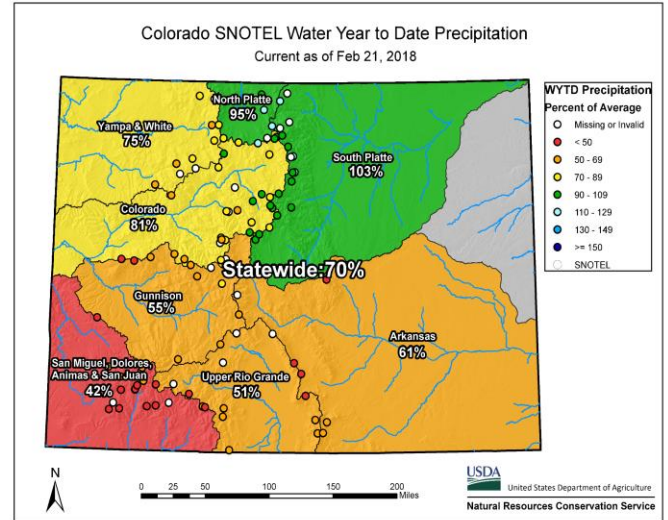 Colorado SNOTEL Water Year to Date Precipitation
Current as of Feb 21, 2018
WYTD Precipitation
Percent of Average
Missing or Invalid
< 50
50 - 69
70 - 89
90 - 109
110 - 129
130 - 149
>= 150
SNOTEL
North Platte
95%
Yampa & White
75%
South Platte
103%
Colorado
81%
Statewide:70%
Gunnison
55%
Arkansas
61%
San Miguel, Dolores,
Animas & San Juan
42%
Upper Rio Grande
51%
N
0 25 50 100 150 200
Miles
USDA
United States Department of Agriculture
Natural Resources Conservation Service